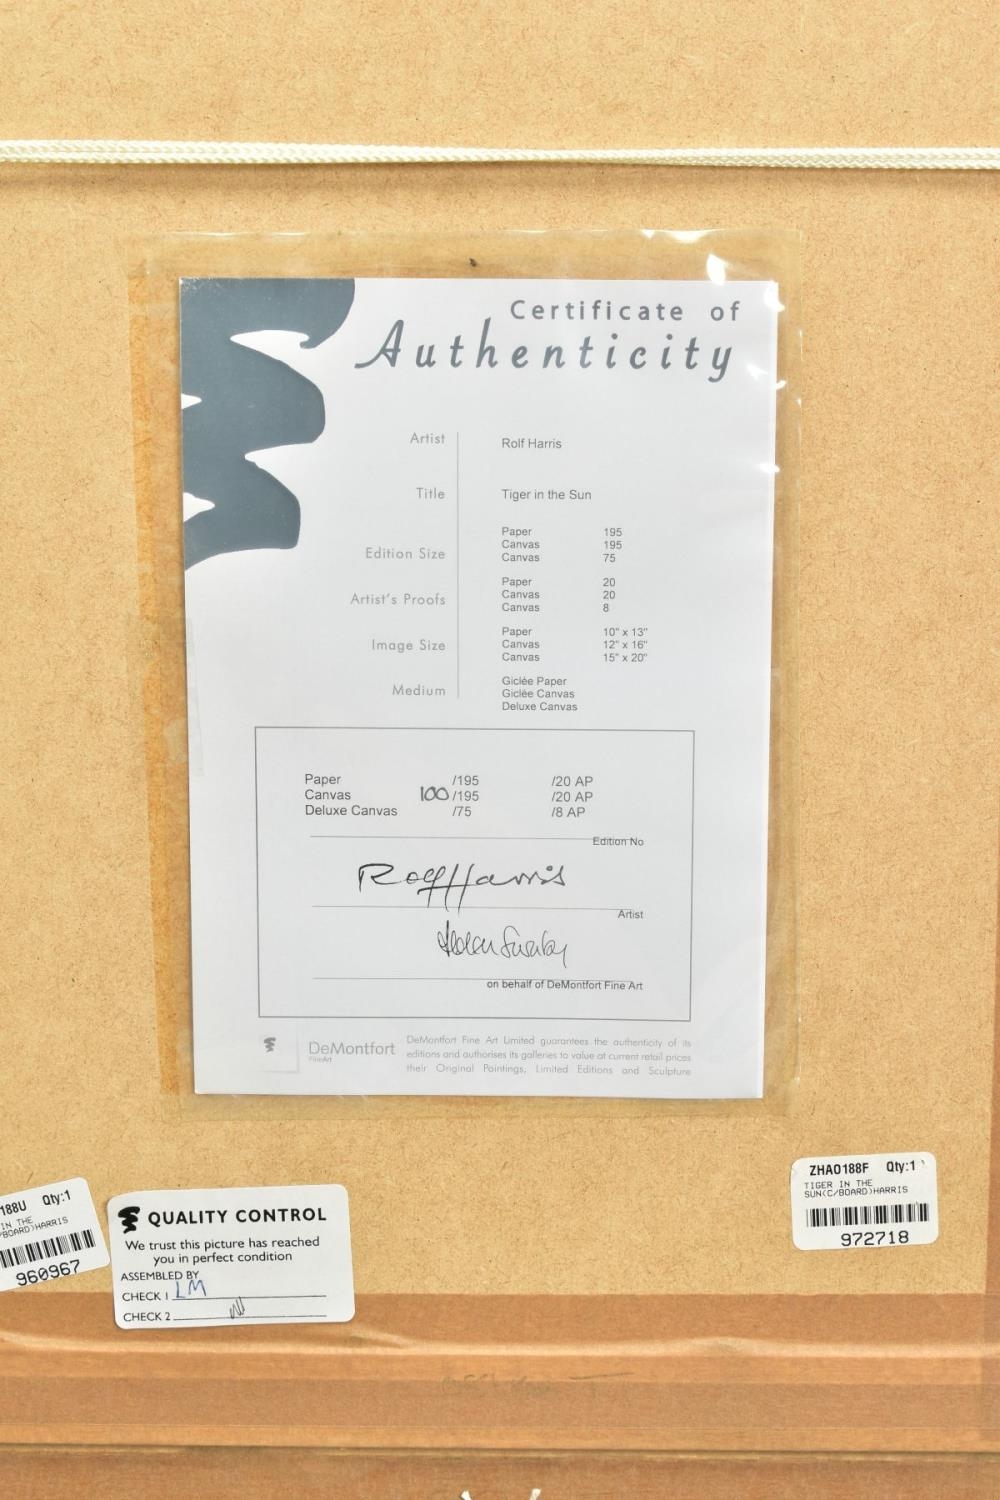 Certificate of
Authenticity
Artist Rolf Harris
Title Tiger in the Sun
Edition Size
Paper 195
Canvas 195
Canvas 75
Artist's Proofs
Paper 20
Canvas 20
Canvas 8
Image Size
Paper 10" x 13"
Canvas 12" x 16"
Canvas 15" x 20"
Medium
Giclée Paper
Giclée Canvas
Deluxe Canvas
Paper /195 /20 AP
Canvas 100 /195 /20 AP
Deluxe Canvas /75 /8 AP
Edition No
Rolf Harris
Artist
on behalf of DeMontfort Fine Art
DeMontfort
FineArt
DeMontfort Fine Art Limited guarantees the authenticity of its
editions and authorises its galleries to value at current retail prices
their Original Paintings, Limited Editions and Sculpture
188U Qty:1
IN THE
/BOARD)HARRIS
960967
QUALITY CONTROL
We trust this picture has reached
you in perfect condition
ASSEMBLED BY
CHECK 1 LM
CHECK 2
ZHA0188F Qty:1
TIGER IN THE
SUN(C/BOARD)HARRIS
972718